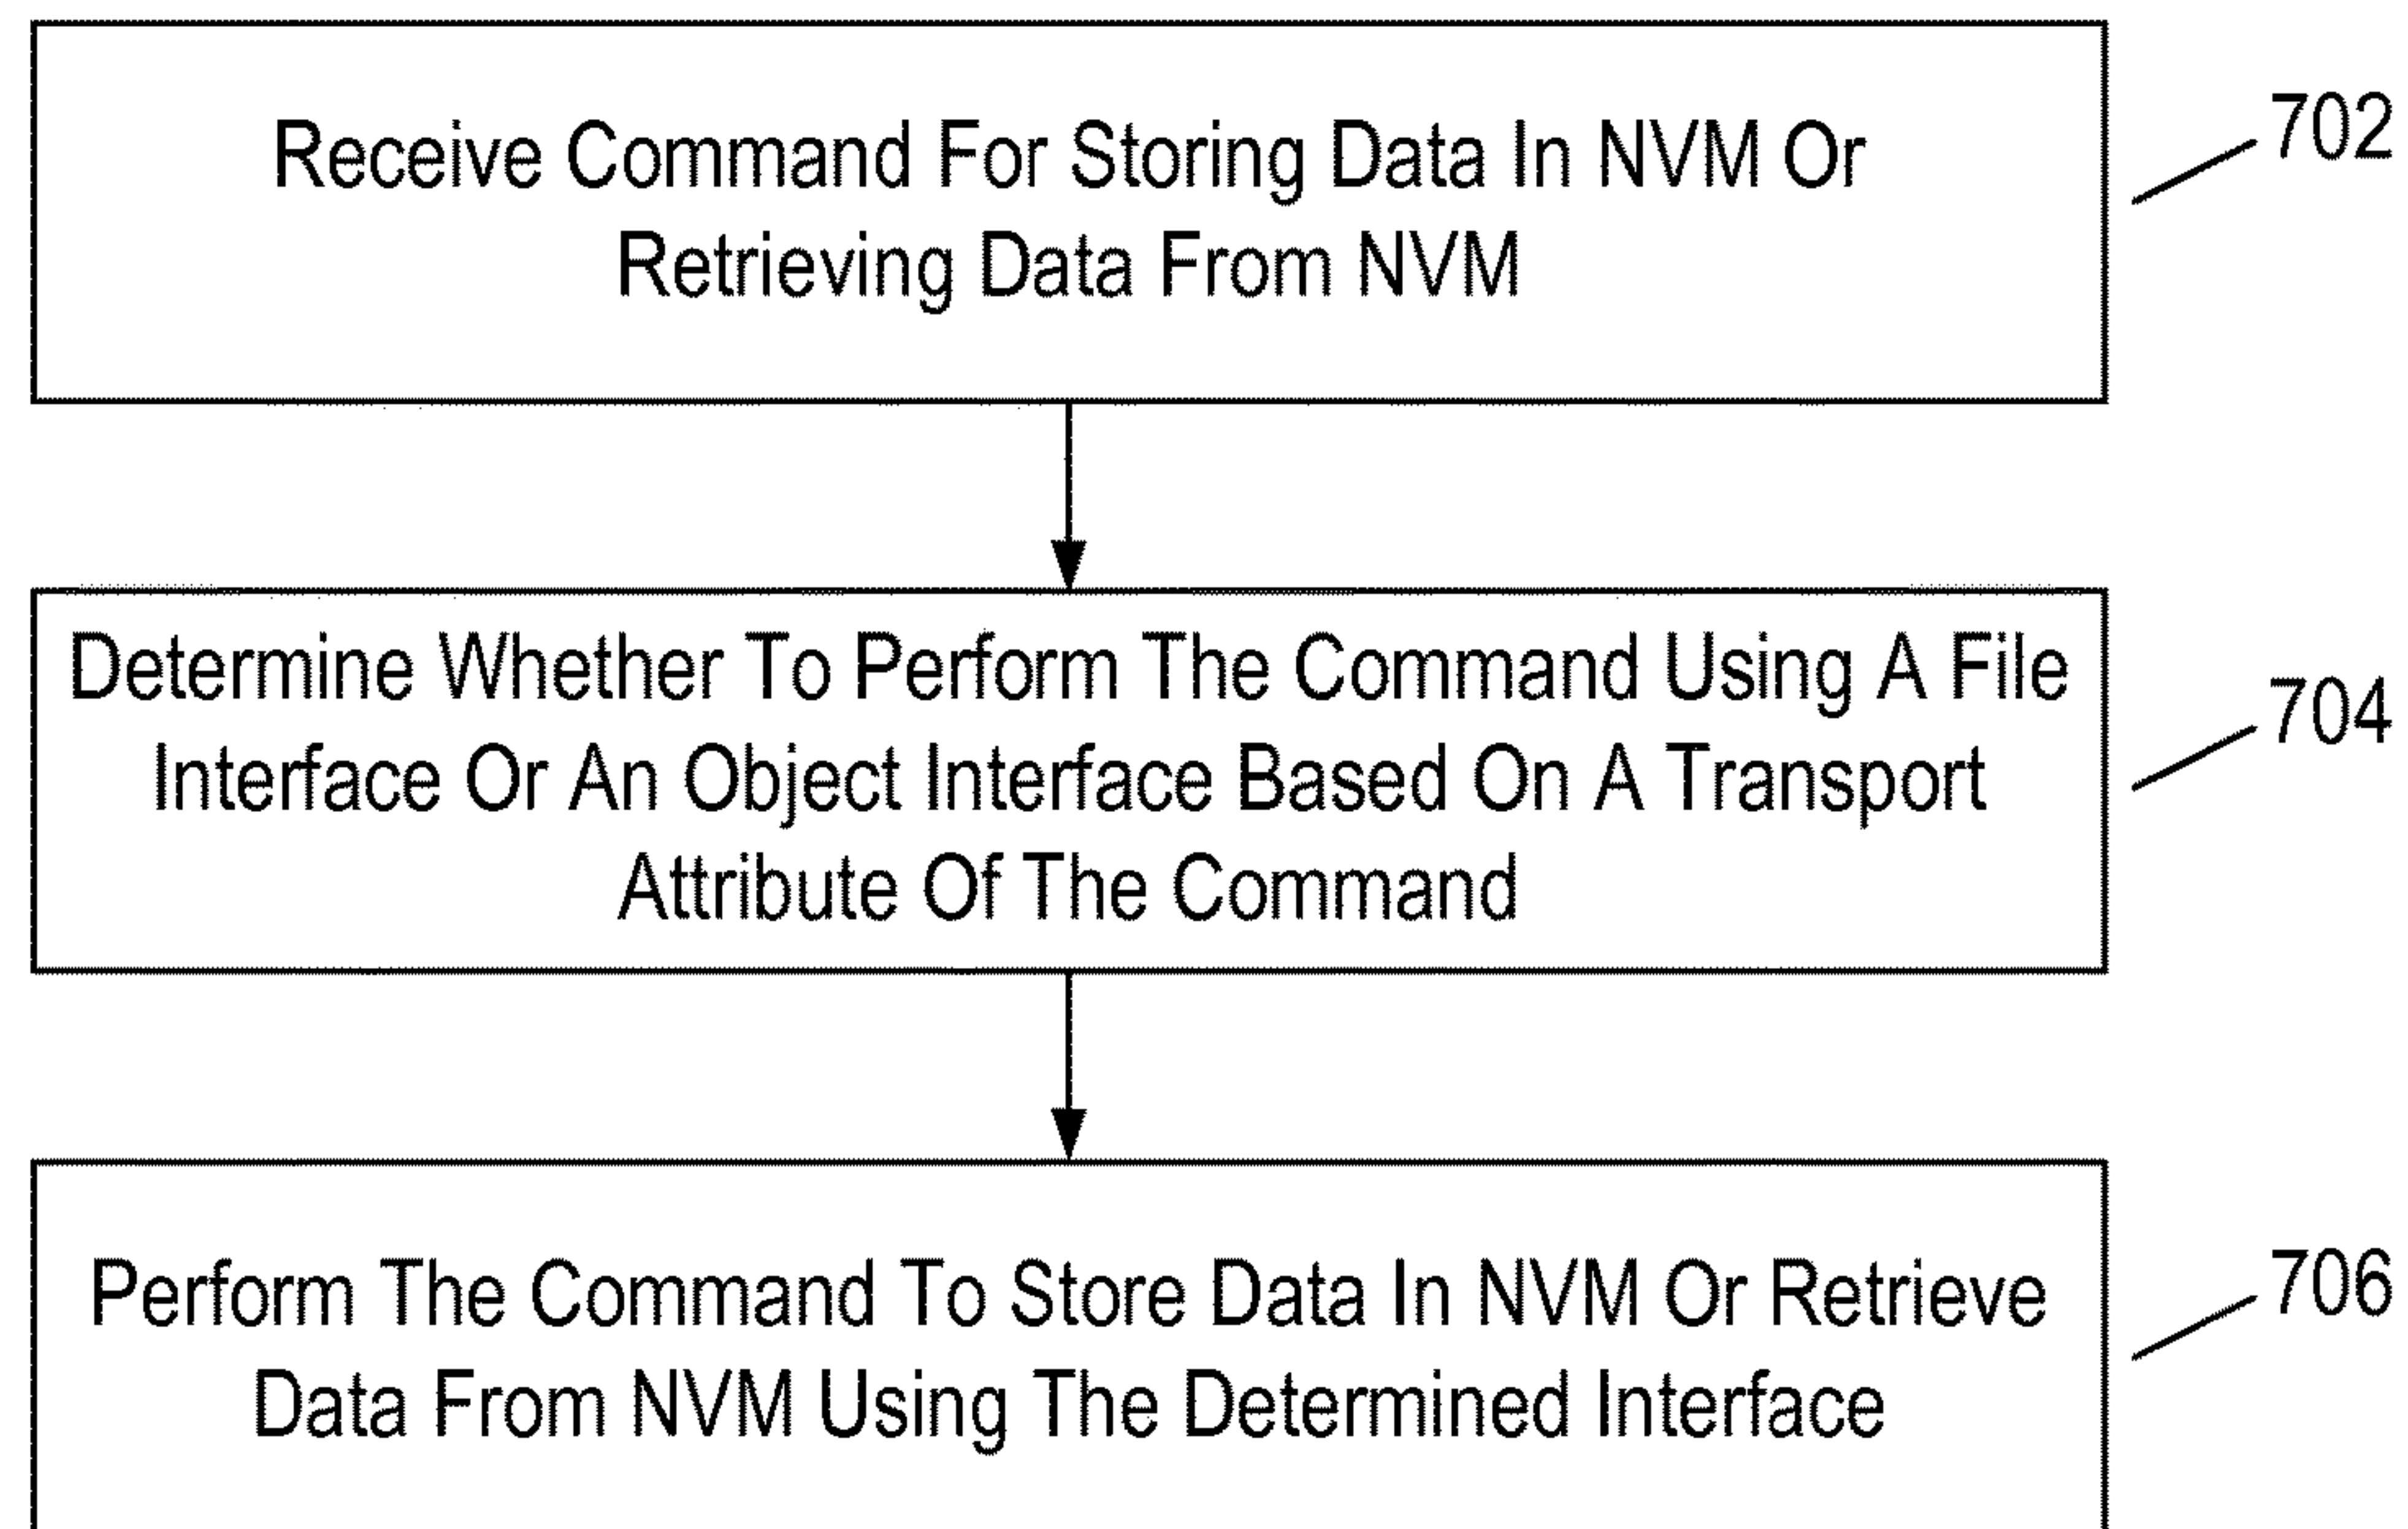 Receive Command For Storing Data In NVM Or
Retrieving Data From NVM
702
Determine Whether To Perform The Command Using A File
Interface Or An Object Interface Based On A Transport
Attribute Of The Command
704
Perform The Command To Store Data In NVM Or Retrieve
Data From NVM Using The Determined Interface
706